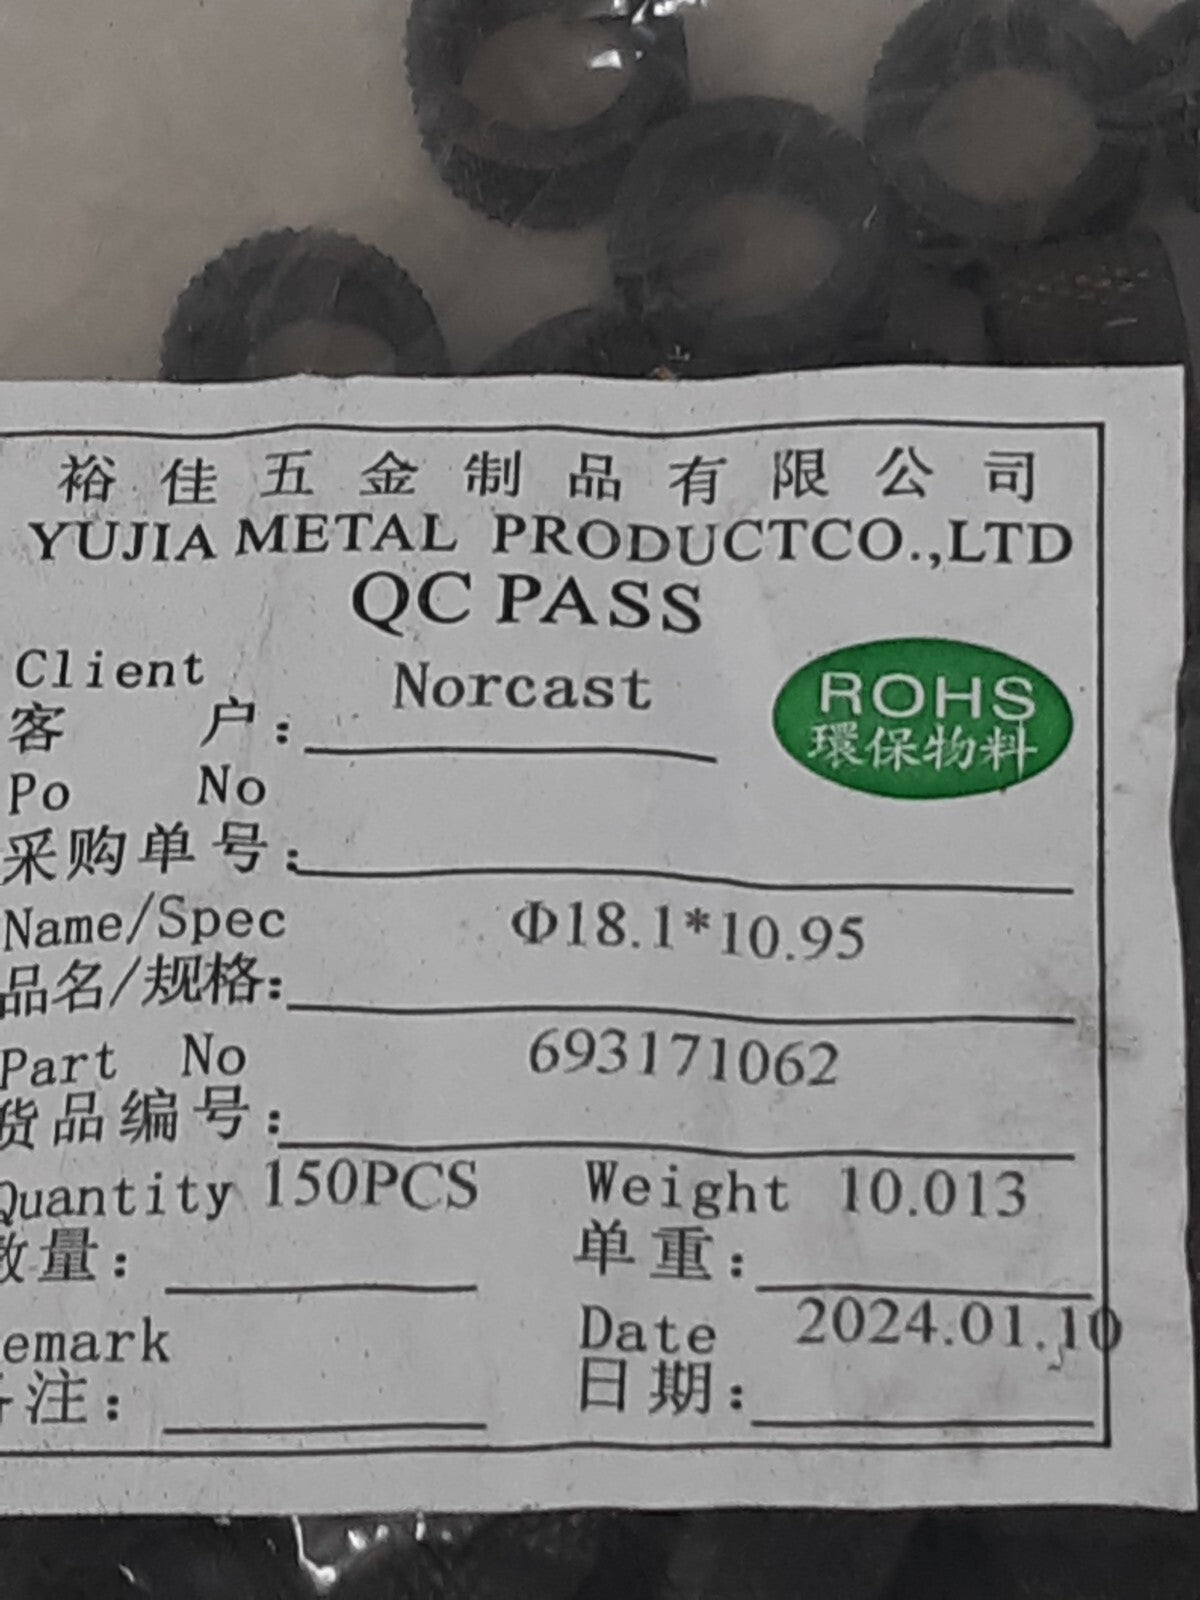 裕佳五金制品有限公司
YUJIA METAL PRODUCTCO.,LTD
QC PASS
Client Norcast
客户：
ROHS
環保物料
Po No
采购单号：
Name/Spec Φ18.1*10.95
品名/规格：
Part No 693171062
货品编号：
Quantity 150PCS Weight 10.013
数量： 单重：
emark Date 2024.01.10
备注： 日期：